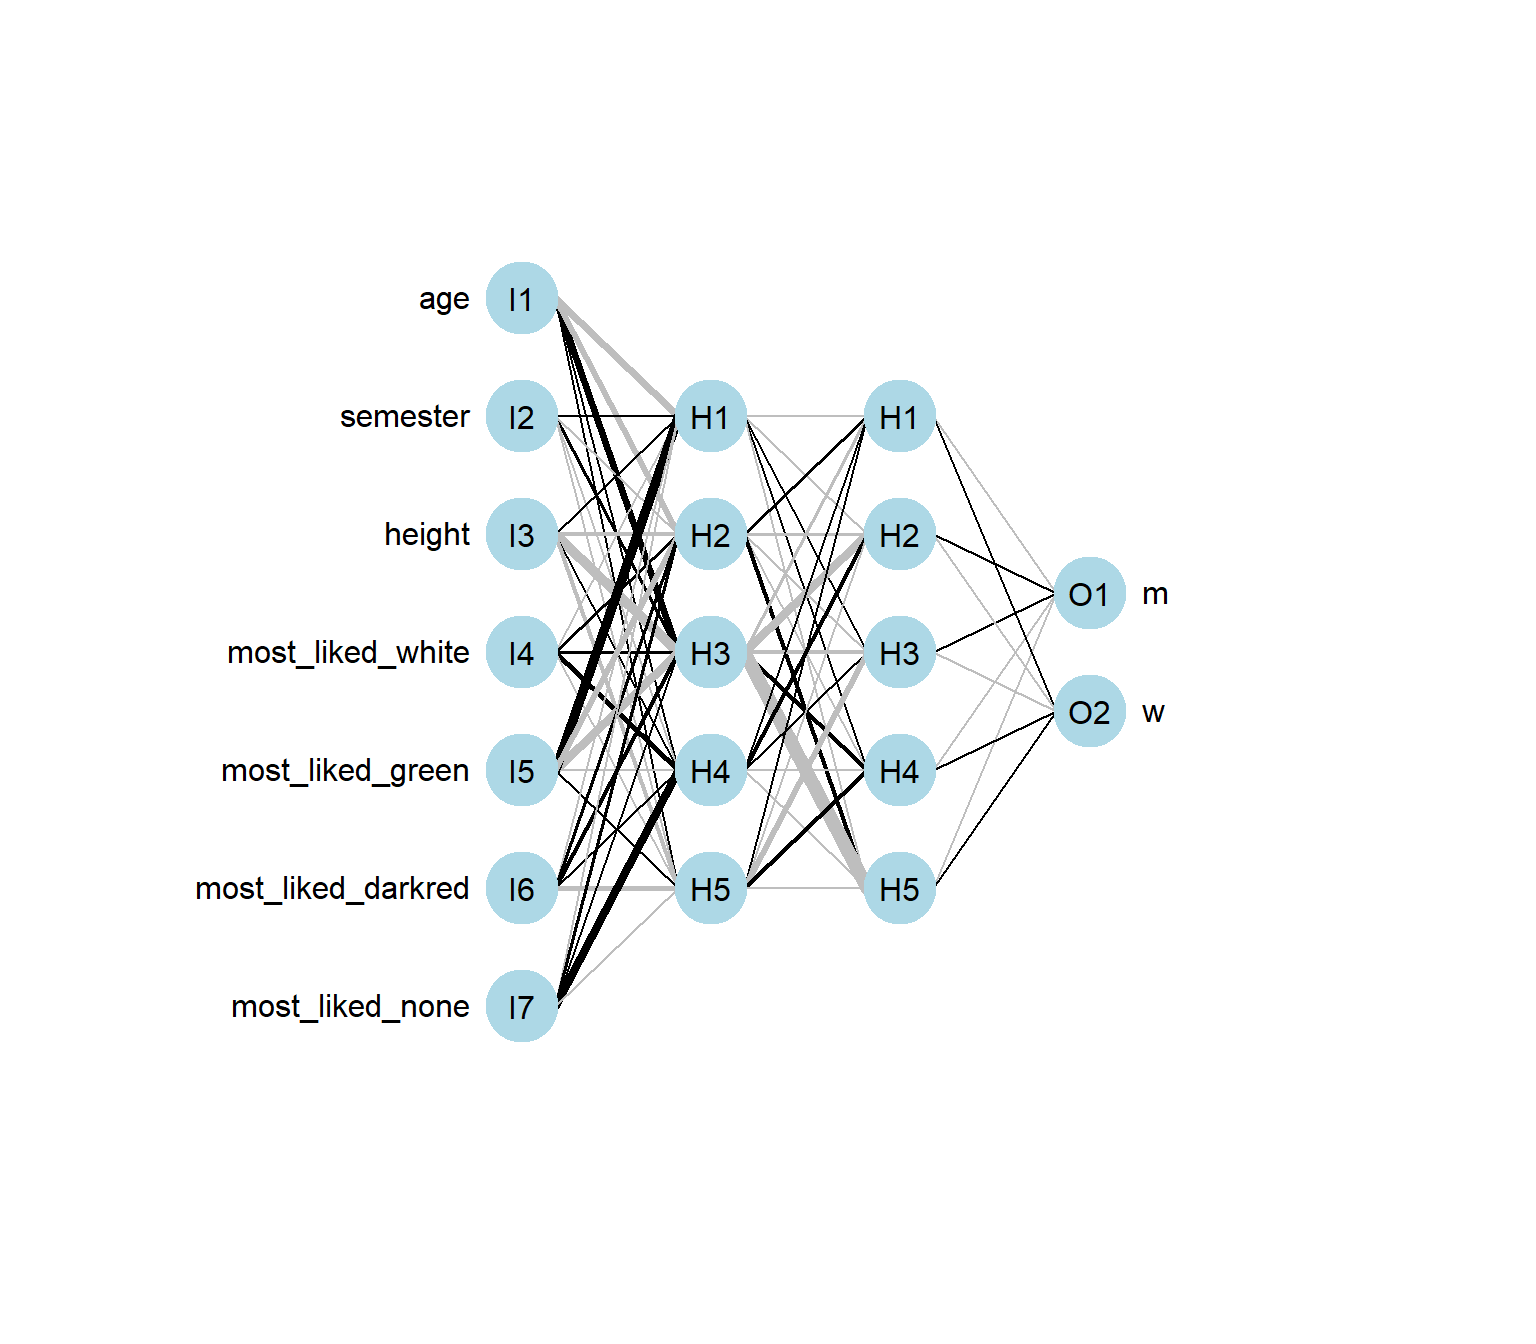 age I1
semester I2 H1 H1
height I3 H2 H2
O1 m
most_liked_white I4 H3 H3
O2 w
most_liked_green I5 H4 H4
most_liked_darkred I6 H5 H5
most_liked_none I7